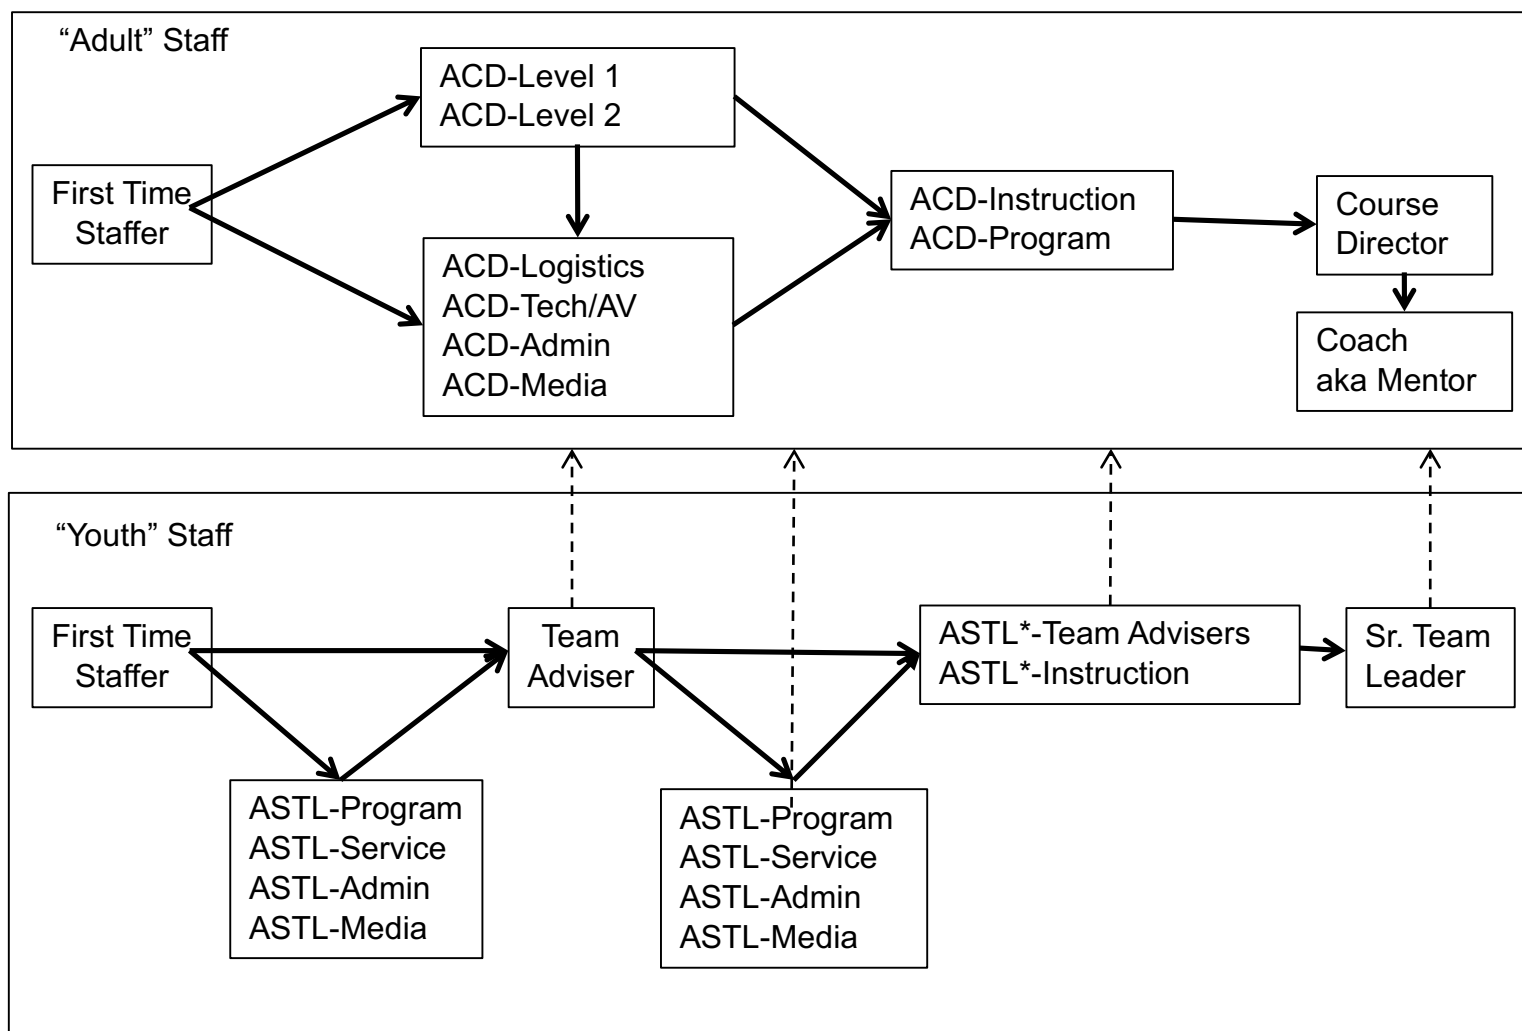 “Adult” Staff
ACD-Level 1
ACD-Level 2
First Time
Staffer
ACD-Logistics
ACD-Tech/AV
ACD-Admin
ACD-Media
ACD-Instruction
ACD-Program
Course
Director
Coach
aka Mentor
“Youth” Staff
First Time
Staffer
Team
Adviser
ASTL*-Team Advisers
ASTL*-Instruction
Sr. Team
Leader
ASTL-Program
ASTL-Service
ASTL-Admin
ASTL-Media
ASTL-Program
ASTL-Service
ASTL-Admin
ASTL-Media